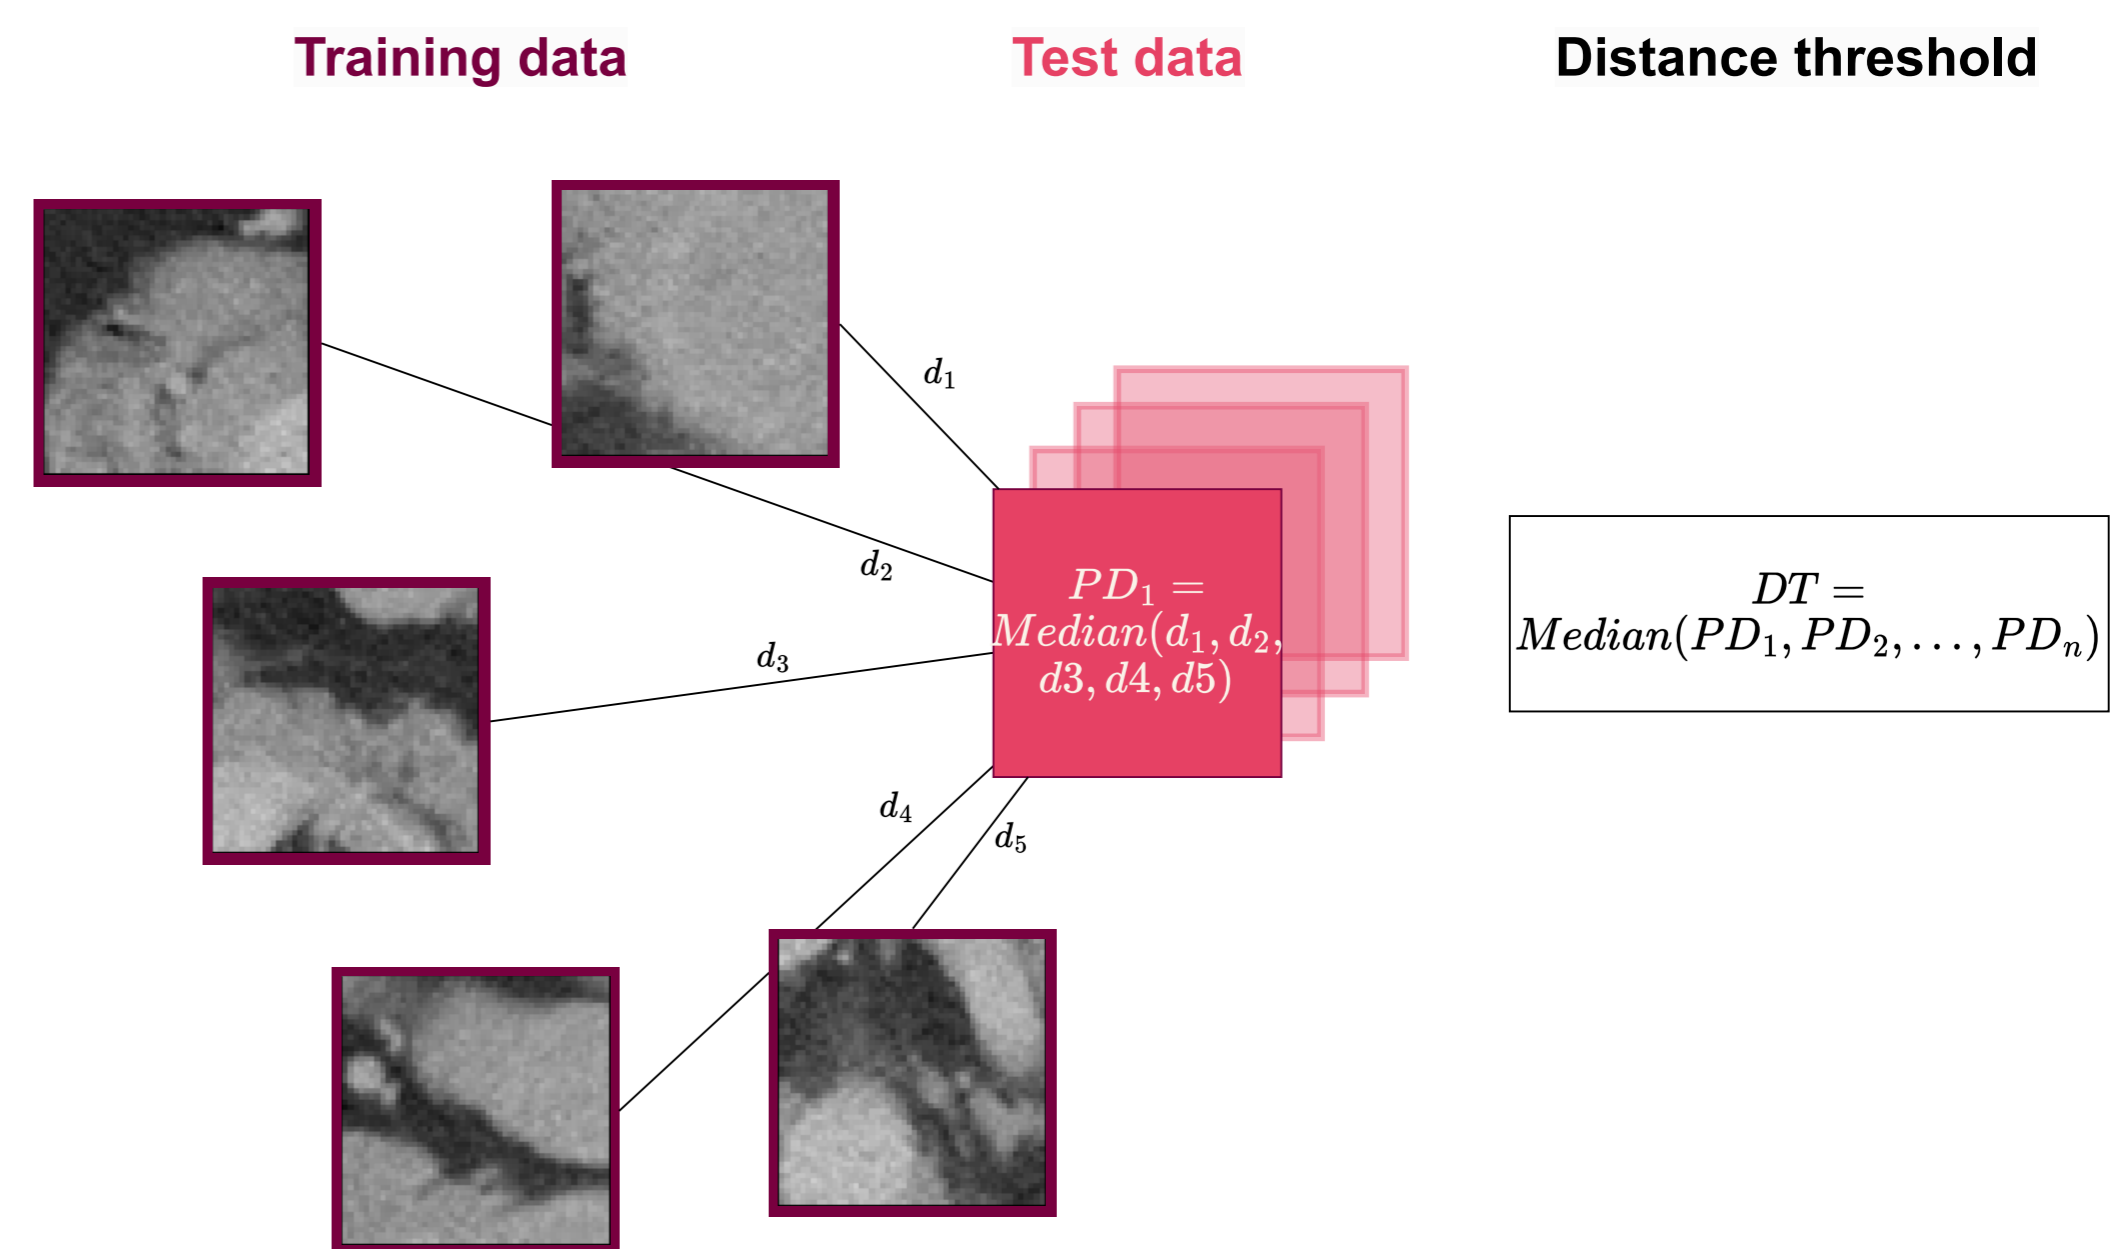 Training data
Test data
Distance threshold
d₁
d₂
d₃
d₄
d₅
PD₁ =
Median(d₁, d₂,
d3, d4, d5)
DT =
Median(PD₁, PD₂, . . . , PDₙ)